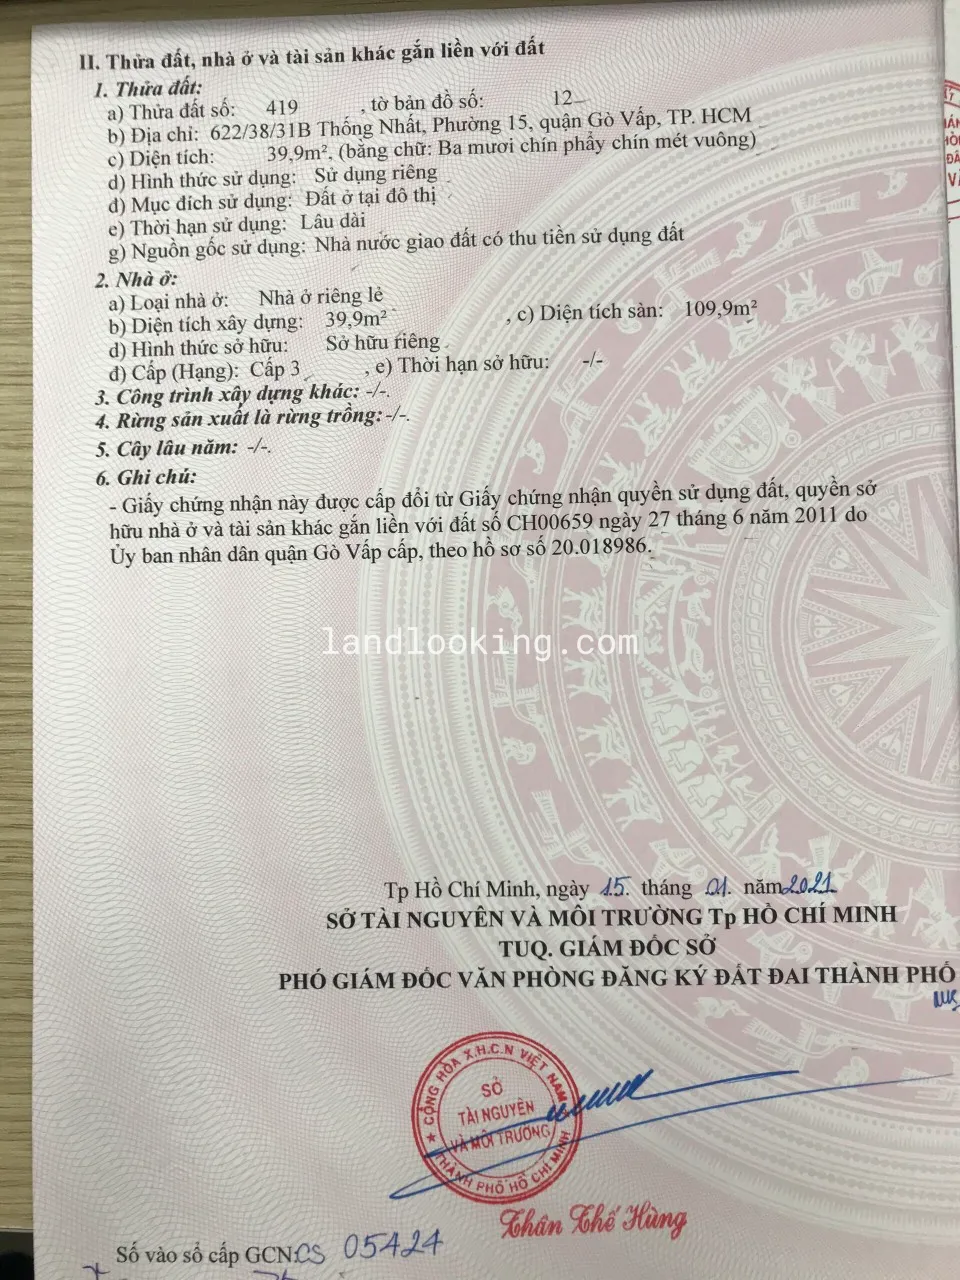 II. Thửa đất, nhà ở và tài sản khác gắn liền với đất
1. Thửa đất:
a) Thửa đất số: 419 , tờ bản đồ số: 12
b) Địa chỉ: 622/38/31B Thống Nhất, Phường 15, quận Gò Vấp, TP. HCM
c) Diện tích: 39,9m², (bằng chữ: Ba mươi chín phẩy chín mét vuông)
d) Hình thức sử dụng: Sử dụng riêng
đ) Mục đích sử dụng: Đất ở tại đô thị
e) Thời hạn sử dụng: Lâu dài
g) Nguồn gốc sử dụng: Nhà nước giao đất có thu tiền sử dụng đất
2. Nhà ở:
a) Loại nhà ở: Nhà ở riêng lẻ
b) Diện tích xây dựng: 39,9m² , c) Diện tích sàn: 109,9m²
d) Hình thức sở hữu: Sở hữu riêng
đ) Cấp (Hạng): Cấp 3 , e) Thời hạn sở hữu: -/-
3. Công trình xây dựng khác: -/-.
4. Rừng sản xuất là rừng trồng: -/-.
5. Cây lâu năm: -/-.
6. Ghi chú:
- Giấy chứng nhận này được cấp đổi từ Giấy chứng nhận quyền sử dụng đất, quyền sở
hữu nhà ở và tài sản khác gắn liền với đất số CH00659 ngày 27 tháng 6 năm 2011 do
Ủy ban nhân dân quận Gò Vấp cấp, theo hồ sơ số 20.018986.
landlooking.com
Tp Hồ Chí Minh, ngày 15. tháng 01. năm 2021
SỞ TÀI NGUYÊN VÀ MÔI TRƯỜNG Tp HỒ CHÍ MINH
TUQ. GIÁM ĐỐC SỞ
PHÓ GIÁM ĐỐC VĂN PHÒNG ĐĂNG KÝ ĐẤT ĐAI THÀNH PHỐ
CỘNG HÒA X.H.C.N VIỆT NAM
SỞ
TÀI NGUYÊN
VÀ MÔI TRƯỜNG
THÀNH PHỐ HỒ CHÍ MINH
Thân Thế Hùng
Số vào sổ cấp GCN: CS 05424